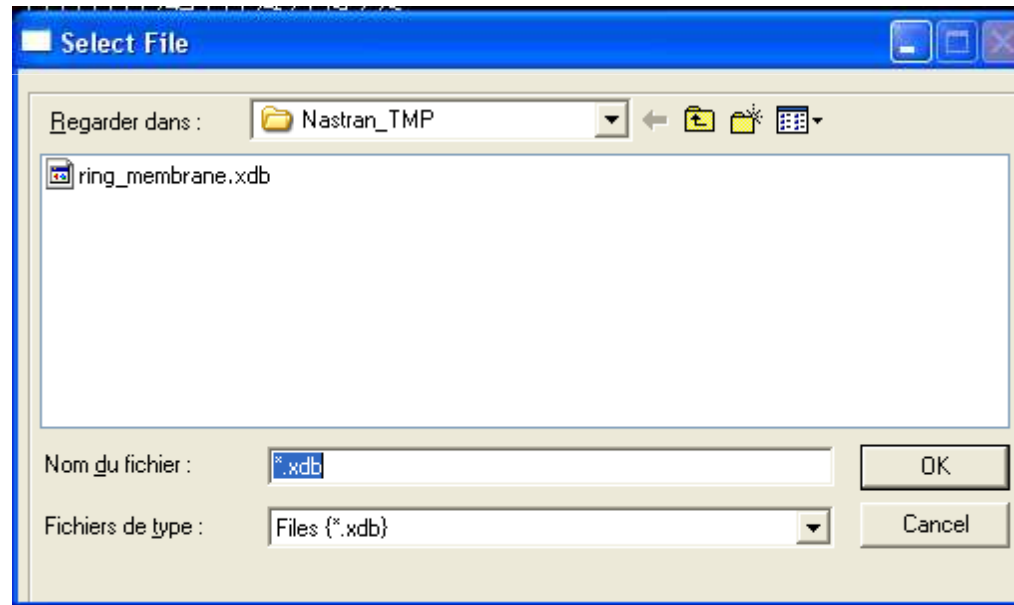 Select File
Regarder dans :
Nastran_TMP
ring_membrane.xdb
Nom du fichier :
*.xdb
OK
Fichiers de type :
Files {*.xdb}
Cancel